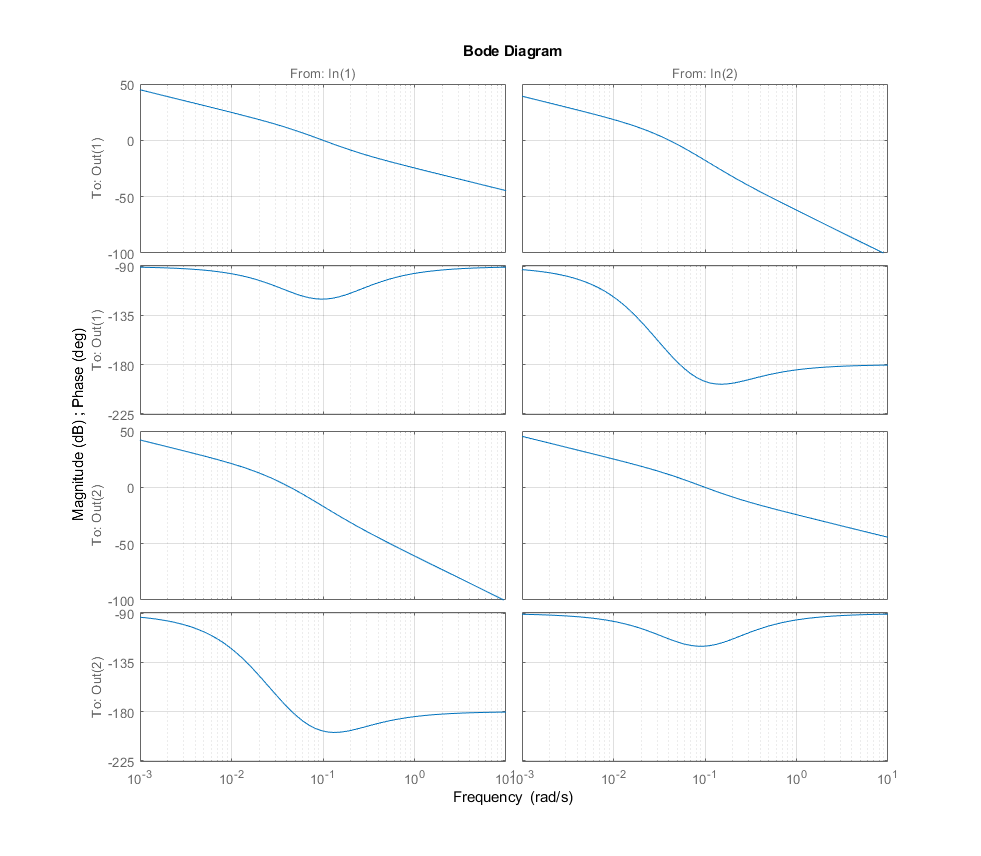 Bode Diagram
From: In(1)
From: In(2)
Magnitude (dB) ; Phase (deg)
To: Out(1)
50
0
-50
-100
To: Out(1)
-90
-135
-180
-225
To: Out(2)
50
0
-50
-100
To: Out(2)
-90
-135
-180
-225
10^-3 10^-2 10^-1 10^0 10^1
10^-3 10^-2 10^-1 10^0 10^1
Frequency (rad/s)